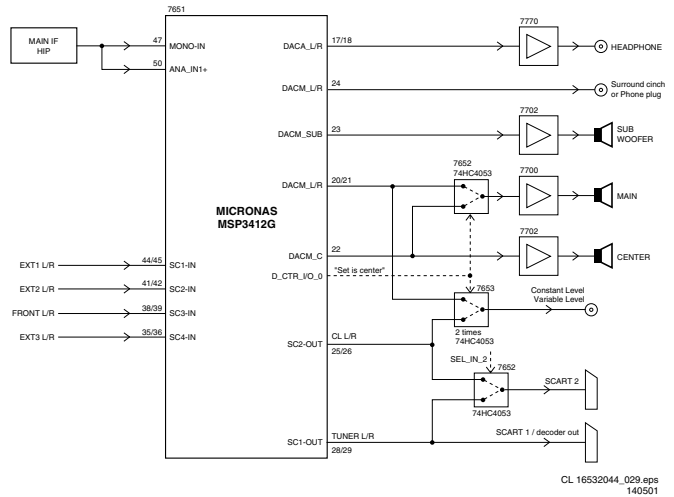 7651
MAIN IF
HIP
47
MONO-IN
50
ANA_IN1+
DACA_L/R
17/18
7770
HEADPHONE
DACM_L/R
24
Surround cinch
or Phone plug
DACM_SUB
23
7702
SUB
WOOFER
7652
74HC4053
DACM_L/R
20/21
7700
MAIN
MICRONAS
MSP3412G
DACM_C
22
7702
CENTER
D_CTR_I/O_0
"Set is center"
EXT1 L/R
44/45
SC1-IN
EXT2 L/R
41/42
SC2-IN
FRONT L/R
38/39
SC3-IN
EXT3 L/R
35/36
SC4-IN
7653
Constant Level
Variable Level
2 times
74HC4053
SC2-OUT
CL L/R
25/26
SEL_IN_2
7652
74HC4053
SCART 2
SC1-OUT
TUNER L/R
28/29
SCART 1 / decoder out
CL 16532044_029.eps
140501